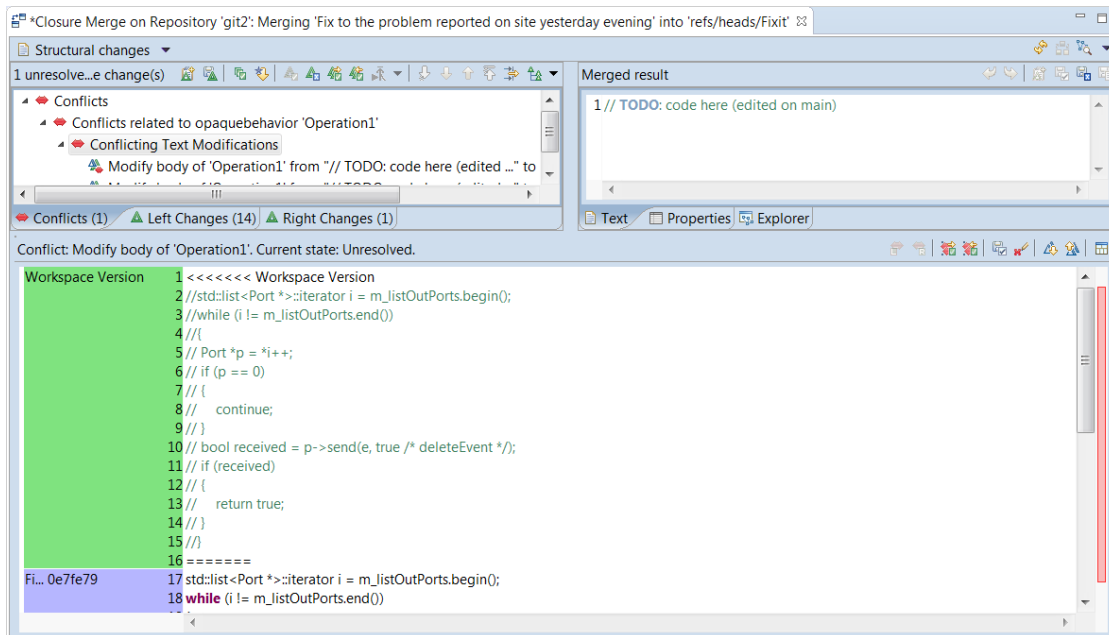 *Closure Merge on Repository 'git2': Merging 'Fix to the problem reported on site yesterday evening' into 'refs/heads/Fixit'
Structural changes
1 unresolve...e change(s)
Conflicts
Conflicts related to opaquebehavior 'Operation1'
Conflicting Text Modifications
Modify body of 'Operation1' from "// TODO: code here (edited ..." to
Conflicts (1) Left Changes (14) Right Changes (1)
Merged result
1 // TODO: code here (edited on main)
Text Properties Explorer
Conflict: Modify body of 'Operation1'. Current state: Unresolved.
Workspace Version 1 <<<<<<< Workspace Version
2 //std::list<Port *>::iterator i = m_listOutPorts.begin();
3 //while (i != m_listOutPorts.end())
4 //{
5 // Port *p = *i++;
6 // if (p == 0)
7 // {
8 // continue;
9 // }
10 // bool received = p->send(e, true /* deleteEvent */);
11 // if (received)
12 // {
13 // return true;
14 // }
15 //}
16 =======
Fi... 0e7fe79 17 std::list<Port *>::iterator i = m_listOutPorts.begin();
18 while (i != m_listOutPorts.end())